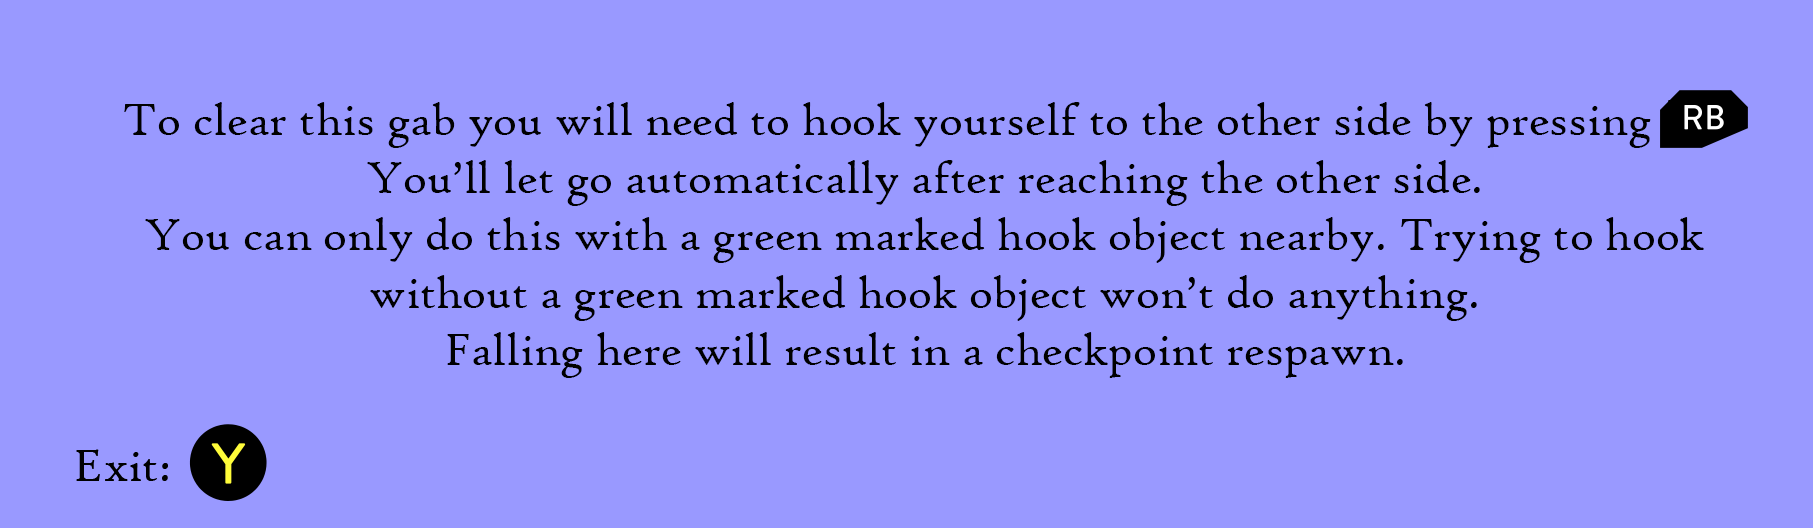 To clear this gab you will need to hook yourself to the other side by pressing RB
You’ll let go automatically after reaching the other side.
You can only do this with a green marked hook object nearby. Trying to hook
without a green marked hook object won’t do anything.
Falling here will result in a checkpoint respawn.
Exit: Y